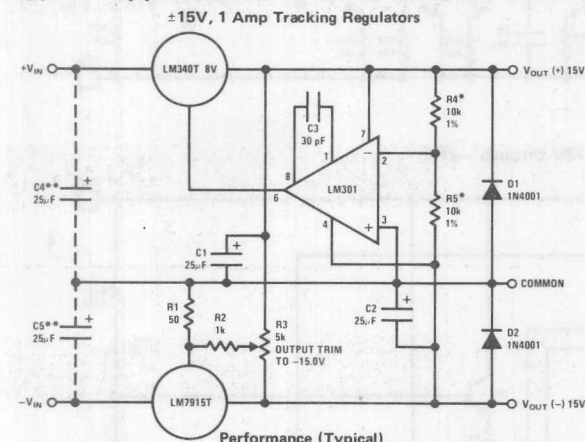 ±15V, 1 Amp Tracking Regulators
+VIN
LM340T 8V
VOUT (+) 15V
C3
30 pF
R4*
10k
1%
1
7
2
8
6
LM301
4
+
3
C4**
25µF
+
R5*
10k
1%
D1
1N4001
C1
25µF
+
COMMON
R1
50
R2
1k
R3
5k
OUTPUT TRIM
TO –15.0V
C2
25µF
+
C5**
25µF
+
D2
1N4001
–VIN
LM7915T
VOUT (–) 15V
Performance (Typical)